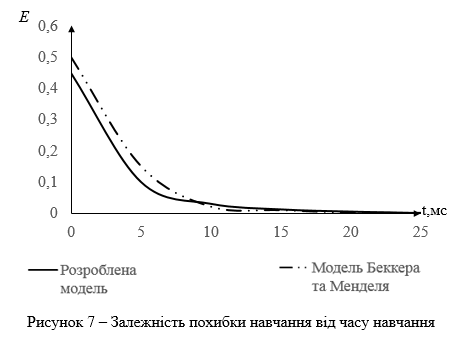 E
0,6
0,5
0,4
0,3
0,2
0,1
0
0 5 10 15 20 25
t,мс
Розроблена
модель
Модель Беккера
та Менделя
Рисунок 7 – Залежність похибки навчання від часу навчання